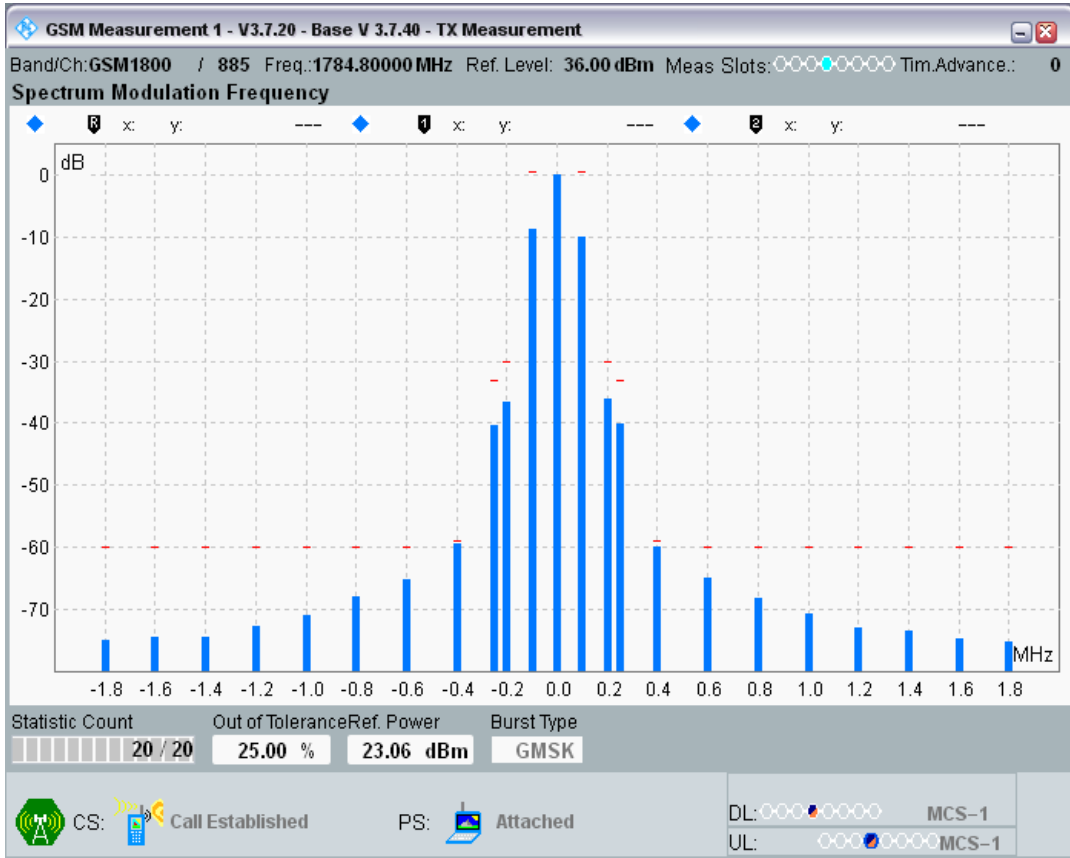 GSM Measurement 1 - V3.7.20 - Base V 3.7.40 - TX Measurement
Band/Ch:GSM1800 / 885 Freq.:1784.80000 MHz Ref. Level: 36.00 dBm Meas Slots: Tim.Advance.: 0
Spectrum Modulation Frequency
R x: y: --- 1 x: y: --- 2 x: y: ---
dB
0
-10
-20
-30
-40
-50
-60
-70
MHz
-1.8 -1.6 -1.4 -1.2 -1.0 -0.8 -0.6 -0.4 -0.2 0.0 0.2 0.4 0.6 0.8 1.0 1.2 1.4 1.6 1.8
Statistic Count Out of Tolerance Ref. Power Burst Type
20 / 20 25.00 % 23.06 dBm GMSK
CS: Call Established PS: Attached
DL: MCS-1
UL: MCS-1